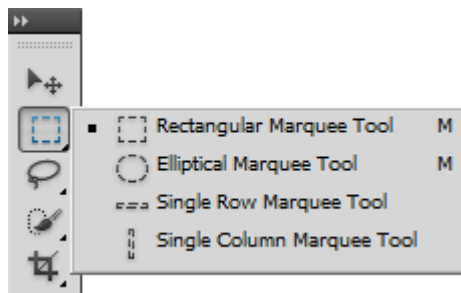 Rectangular Marquee Tool M
Elliptical Marquee Tool M
Single Row Marquee Tool
Single Column Marquee Tool